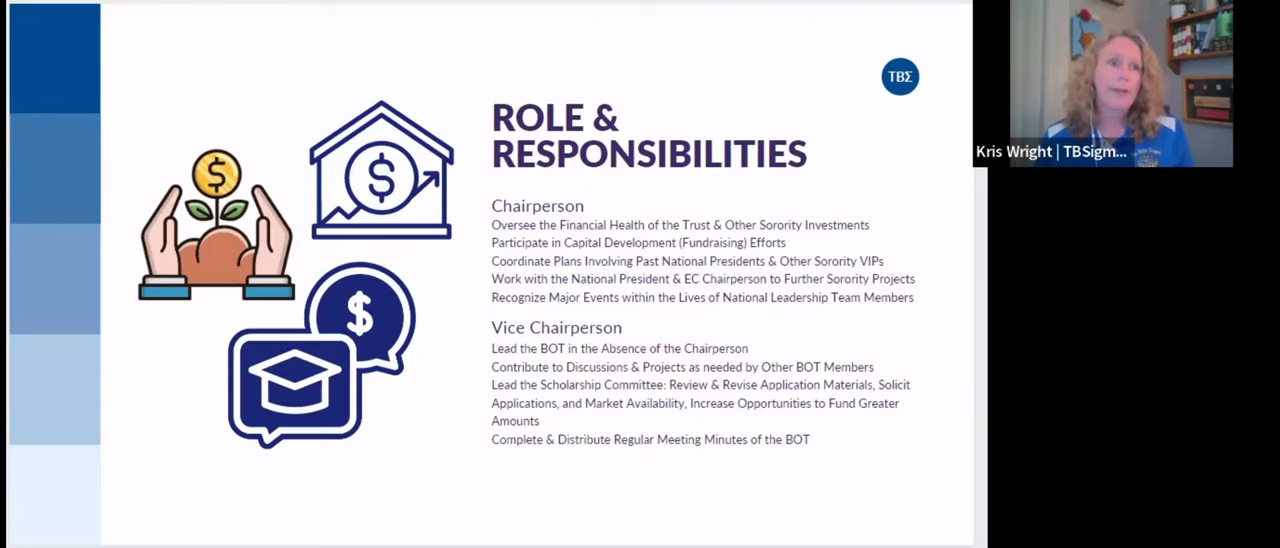 TBΣ
ROLE &
RESPONSIBILITIES
Chairperson
Oversee the Financial Health of the Trust & Other Sorority Investments
Participate in Capital Development (Fundraising) Efforts
Coordinate Plans Involving Past National Presidents & Other Sorority VIPs
Work with the National President & EC Chairperson to Further Sorority Projects
Recognize Major Events within the Lives of National Leadership Team Members
Vice Chairperson
Lead the BOT in the Absence of the Chairperson
Contribute to Discussions & Projects as needed by Other BOT Members
Lead the Scholarship Committee: Review & Revise Application Materials, Solicit
Applications, and Market Availability, Increase Opportunities to Fund Greater
Amounts
Complete & Distribute Regular Meeting Minutes of the BOT
$
$
$
Kris Wright | TBSigm...